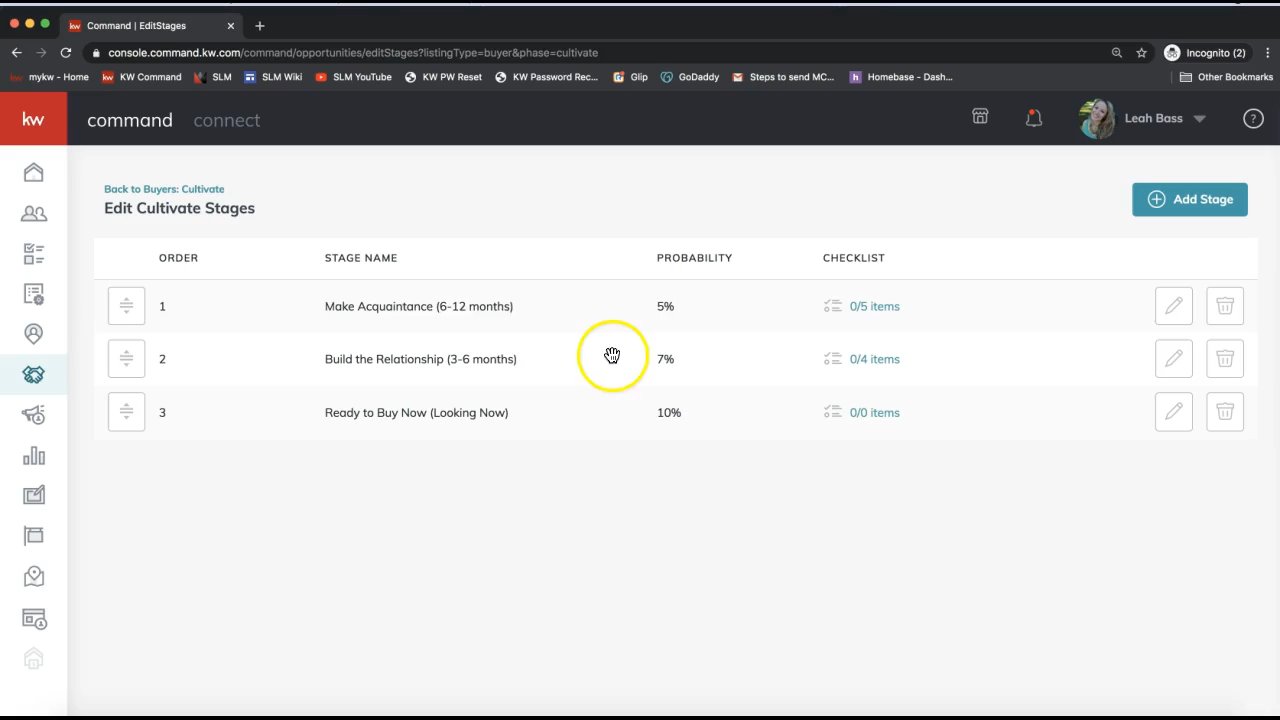 Command | EditStages
console.command.kw.com/command/opportunities/editStages?listingType=buyer&phase=cultivate
Incognito (2)
mykw - Home KW Command SLM SLM Wiki SLM YouTube KW PW Reset KW Password Rec... Glip GoDaddy Steps to send MC... h Homebase - Dash... Other Bookmarks
kw command connect Leah Bass ?
Back to Buyers: Cultivate
Edit Cultivate Stages
Add Stage
ORDER STAGE NAME PROBABILITY CHECKLIST
1 Make Acquaintance (6-12 months) 5% 0/5 items
2 Build the Relationship (3-6 months) 7% 0/4 items
3 Ready to Buy Now (Looking Now) 10% 0/0 items